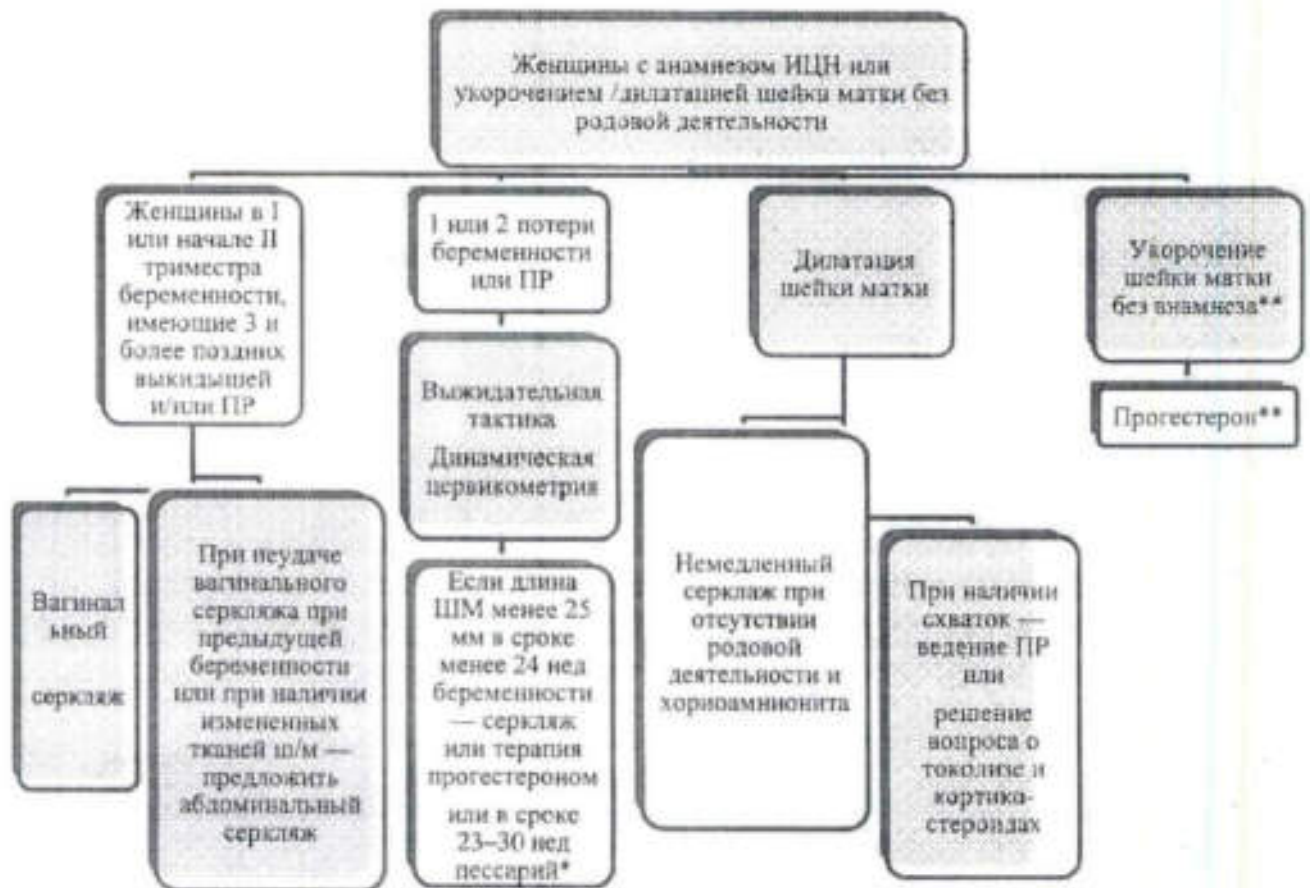 Женщины с анамнезом ИЦН или
укорочением /дилатацией шейки матки без
родовой деятельности
Женщины в I
или начале II
триместра
беременности,
имеющие 3 и
более поздних
выкидышей
и/или ПР
1 или 2 потери
беременности
или ПР
Дилатация
шейки матки
Укорочение
шейки матки
без внамнеза**
Выжидательная
тактика
Динамическая
цервикометрия
Прогестерон**
Вагинал
ьный
серкляж
При неудаче
вагинального
серкляжа при
предыдущей
беременности
или при наличии
измененных
тканей ш/м —
предложить
абдоминальный
серкляж
Если длина
ШМ менее 25
мм в сроке
менее 24 нед
беременности
— серкляж
или терапия
прогестероном
или в сроке
23–30 нед
пессарий*
Немедленный
серклаж при
отсутствии
родовой
деятельности и
хориоамнионита
При наличии
схваток —
ведение ПР
или
решение
вопроса о
токолизе и
кортико-
стероидах